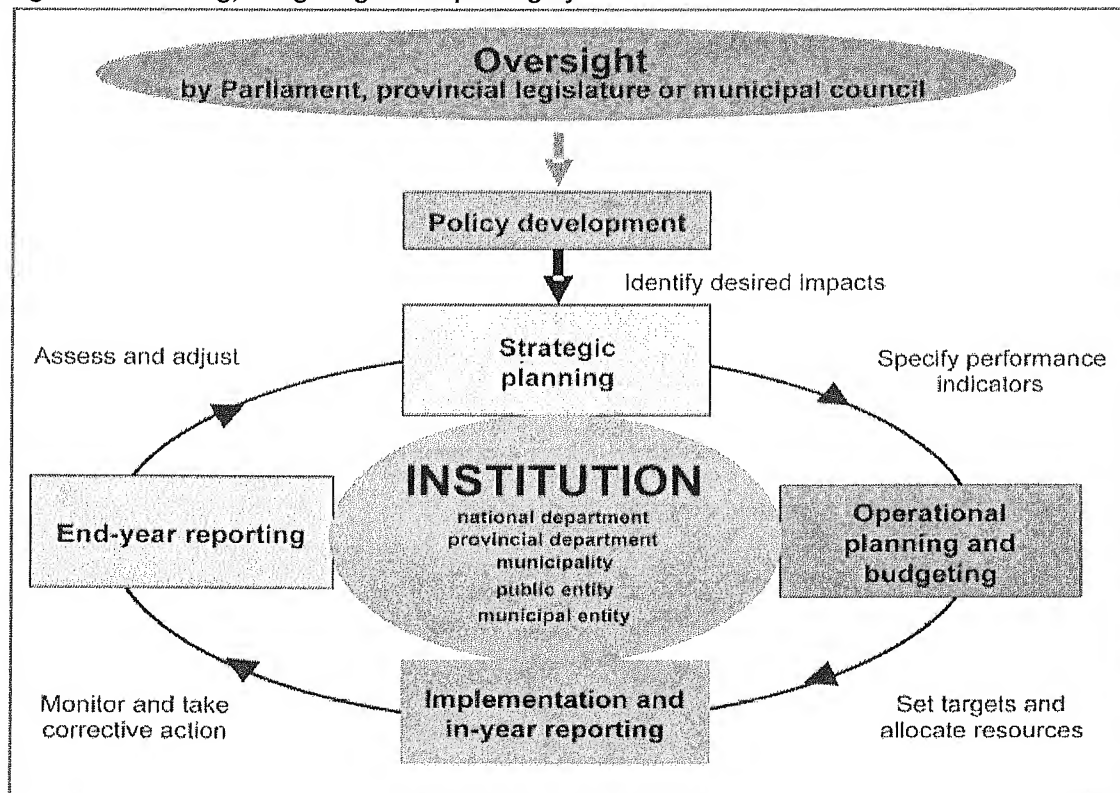 Oversight
by Parliament, provincial legislature or municipal council
Policy development
Identify desired impacts
Strategic
planning
Assess and adjust
Specify performance
indicators
INSTITUTION
national department
provincial department
municipality
public entity
municipal entity
End-year reporting
Operational
planning and
budgeting
Implementation and
in-year reporting
Monitor and take
corrective action
Set targets and
allocate resources